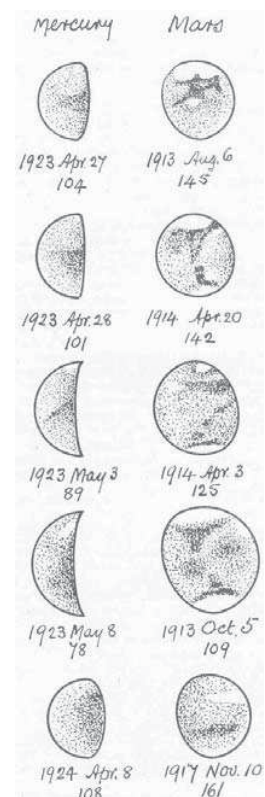 Mercury Mars
1923 Apr. 27 1913 Aug. 6
104 145
1923 Apr. 28 1914 Apr. 20
101 142
1923 May 3 1914 Apr. 3
89 125
1923 May 8 1913 Oct. 5
78 109
1924 Apr. 8 1917 Nov. 10
108 161